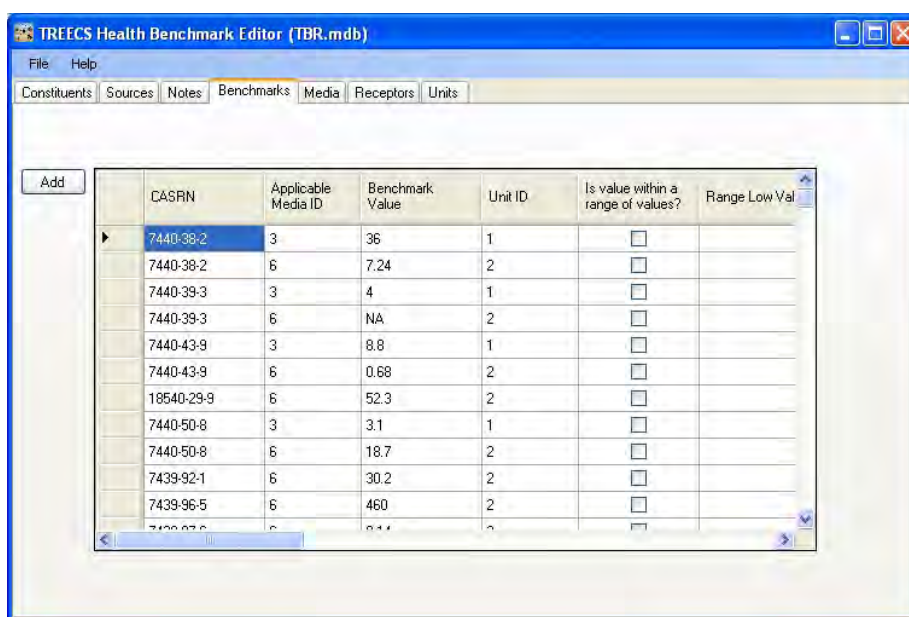 TREECS Health Benchmark Editor (TBR.mdb)
File Help
Constituents Sources Notes Benchmarks Media Receptors Units
Add
CASRN Applicable Media ID Benchmark Value Unit ID Is value within a range of values? Range Low Val
7440-38-2 3 36 1
7440-38-2 6 7.24 2
7440-39-3 3 4 1
7440-39-3 6 NA 2
7440-43-9 3 8.8 1
7440-43-9 6 0.68 2
18540-29-9 6 52.3 2
7440-50-8 3 3.1 1
7440-50-8 6 18.7 2
7439-92-1 6 30.2 2
7439-96-5 6 460 2